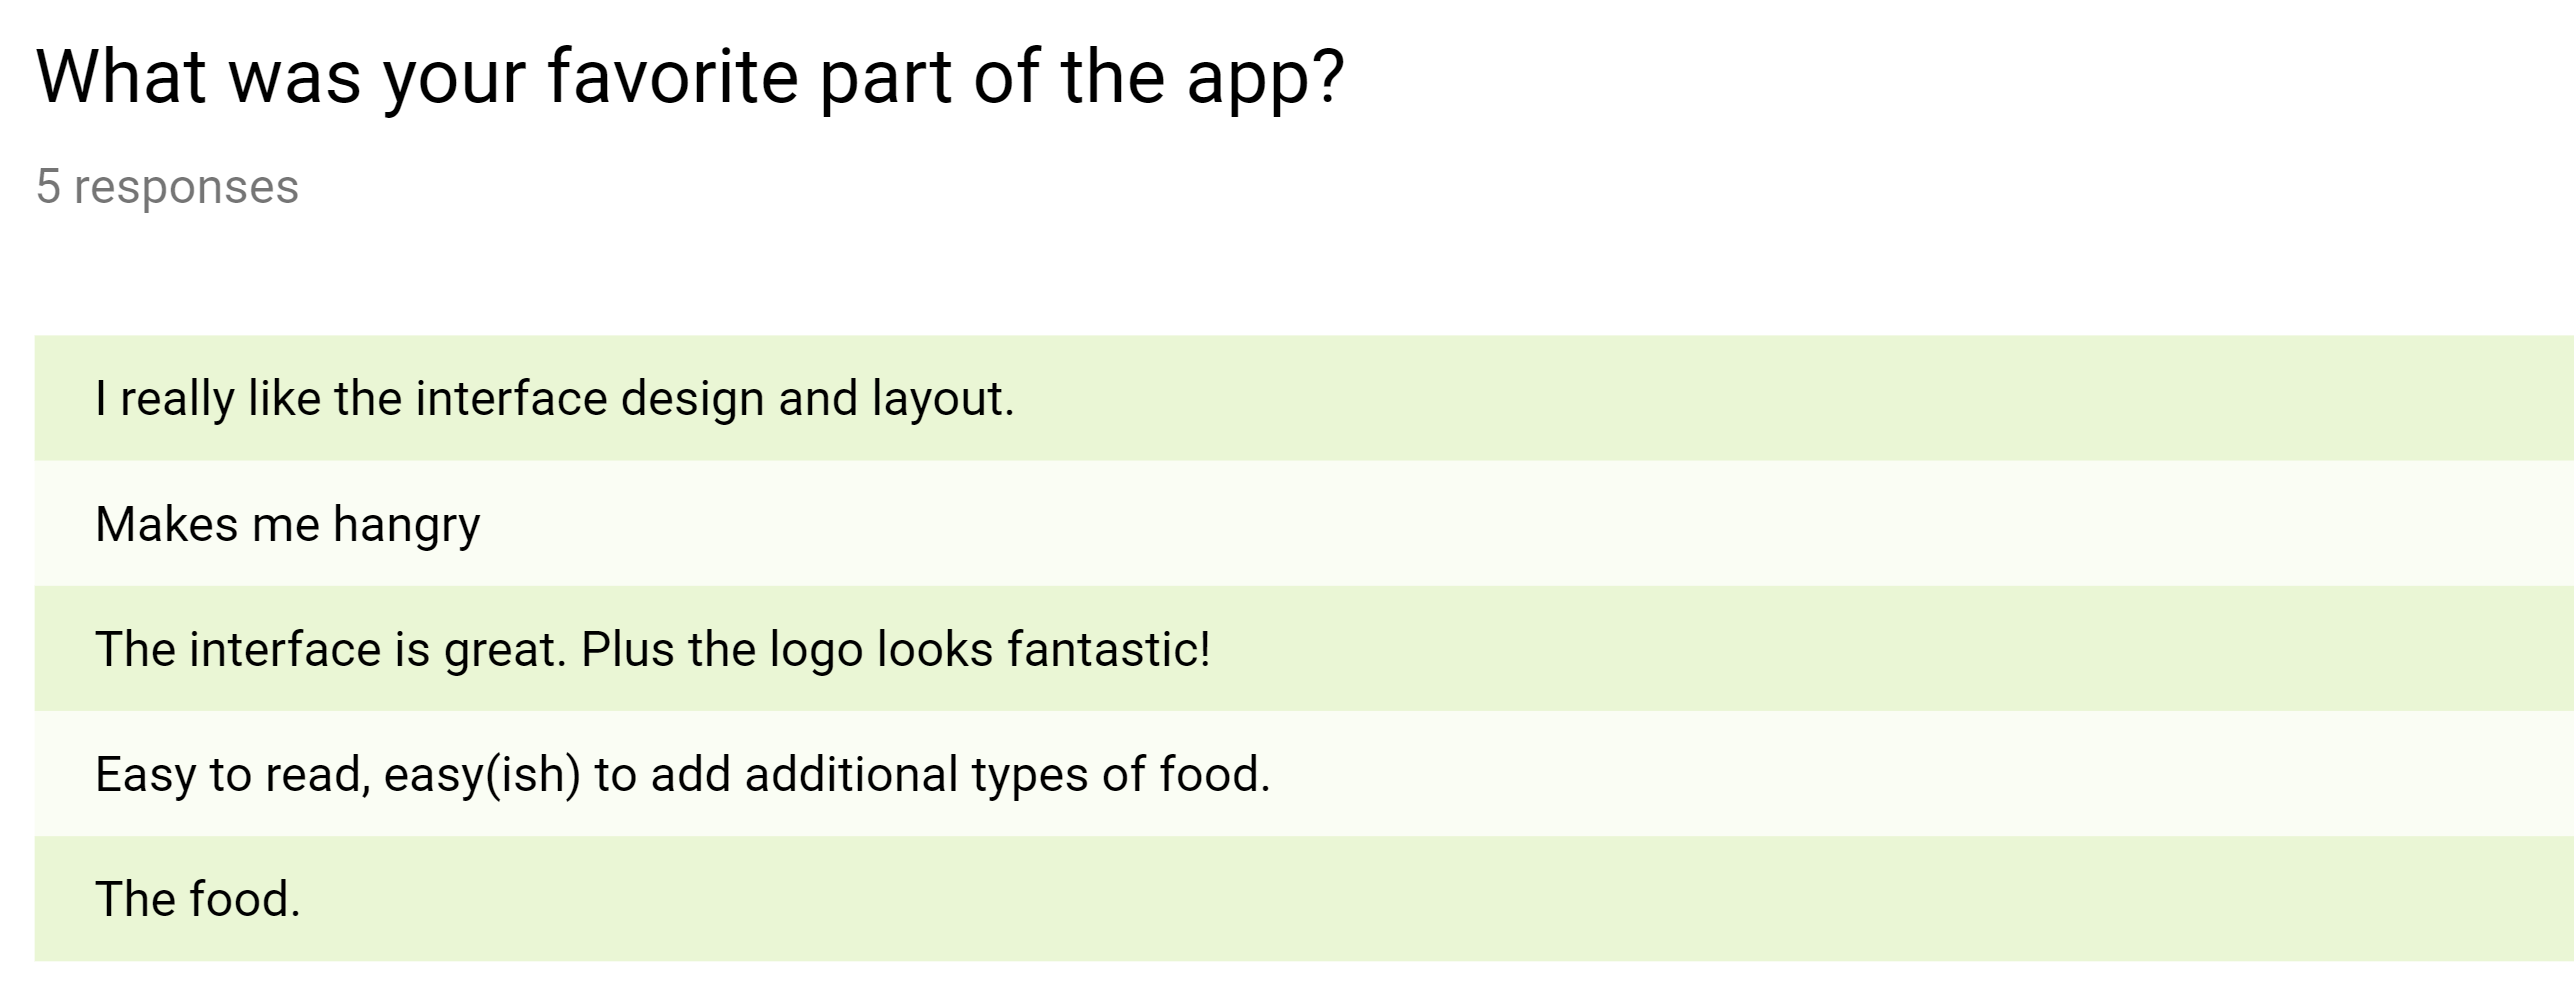 What was your favorite part of the app?
5 responses
I really like the interface design and layout.
Makes me hangry
The interface is great. Plus the logo looks fantastic!
Easy to read, easy(ish) to add additional types of food.
The food.